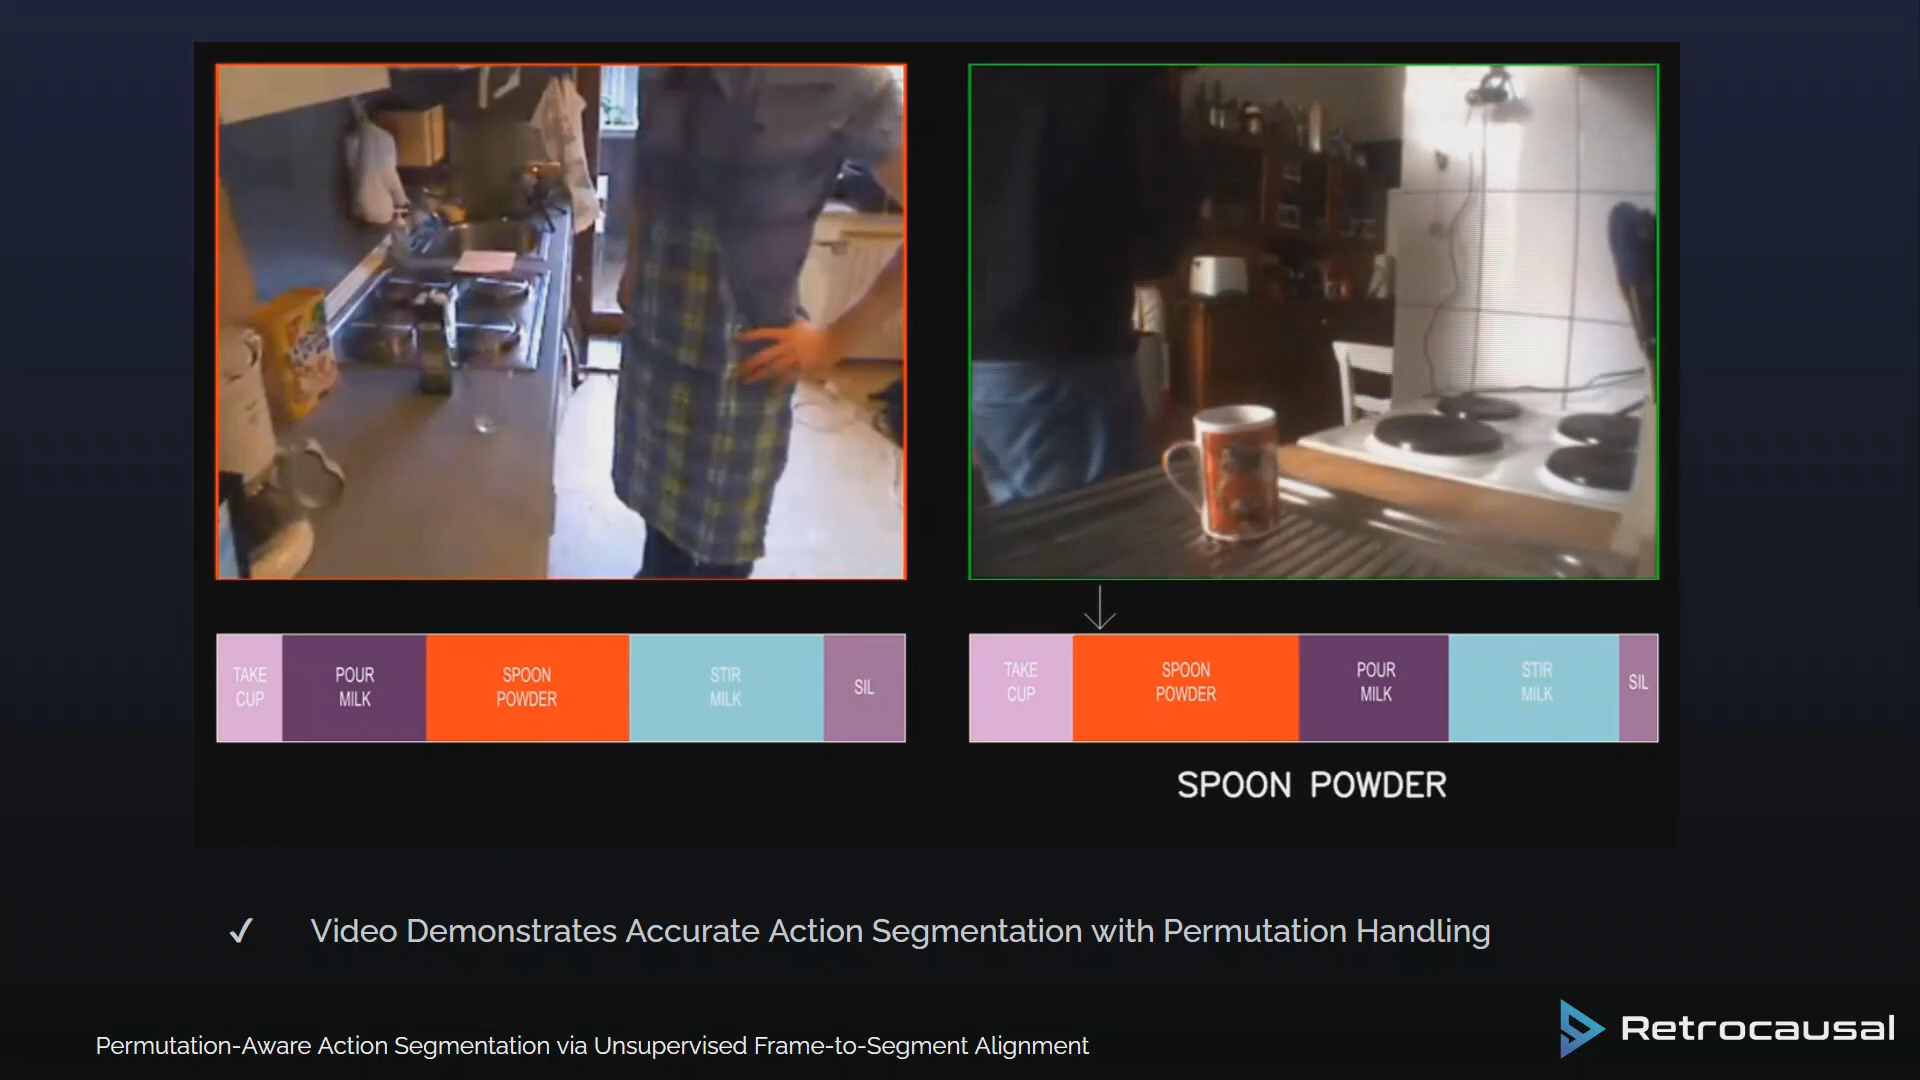 TAKE
CUP
POUR
MILK
SPOON
POWDER
STIR
MILK
SIL
TAKE
CUP
SPOON
POWDER
POUR
MILK
STIR
MILK
SIL
SPOON POWDER
✓ Video Demonstrates Accurate Action Segmentation with Permutation Handling
Permutation-Aware Action Segmentation via Unsupervised Frame-to-Segment Alignment
Retrocausal